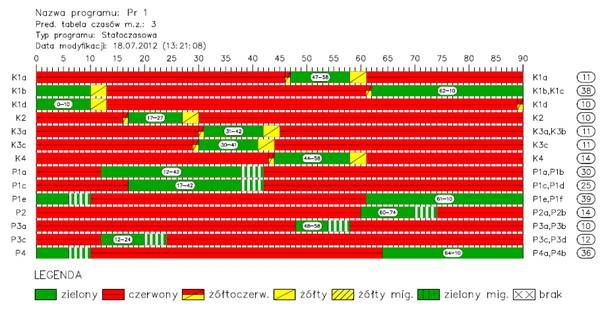 Nazwa programu: Pr 1
Pred. tabela czasów m.z.: 3
Typ programu: Stałoczasowa
Data modyfikacji: 18.07.2012 (13:21:08)
0 5 10 15 20 25 30 35 40 45 50 55 60 65 70 75 80 85 90
K1a 47-58 K1a 11
K1b 62-10 K1b,K1c 38
K1d 0-10 K1d 10
K2 17-27 K2 10
K3a 31-42 K3a,K3b 11
K3c 30-41 K3c 11
K4 44-58 K4 14
P1a 12-42 P1a,P1b 30
P1c 17-42 P1c,P1d 25
P1e 61-10 P1e,P1f 39
P2 60-74 P2a,P2b 14
P3a 48-58 P3a,P3b 10
P3c 12-24 P3c,P3d 12
P4 64-10 P4a,P4b 36
LEGENDA
zielony czerwony żółtoczerw. żółty żółty mig. zielony mig. brak